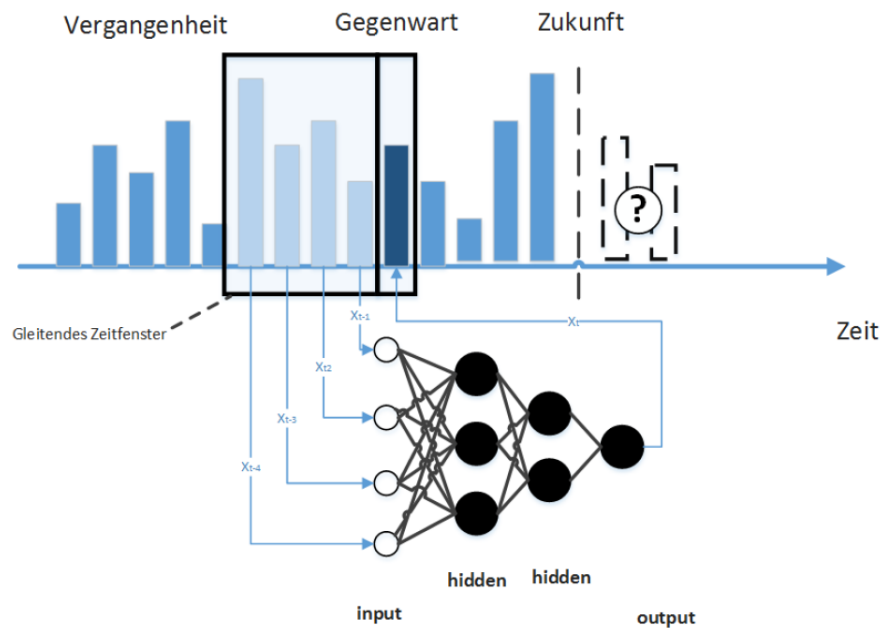 Vergangenheit
Gegenwart
Zukunft
?
Gleitendes Zeitfenster
Zeit
Xt-1
Xt
Xt2
Xt-3
Xt-4
hidden
hidden
input
output